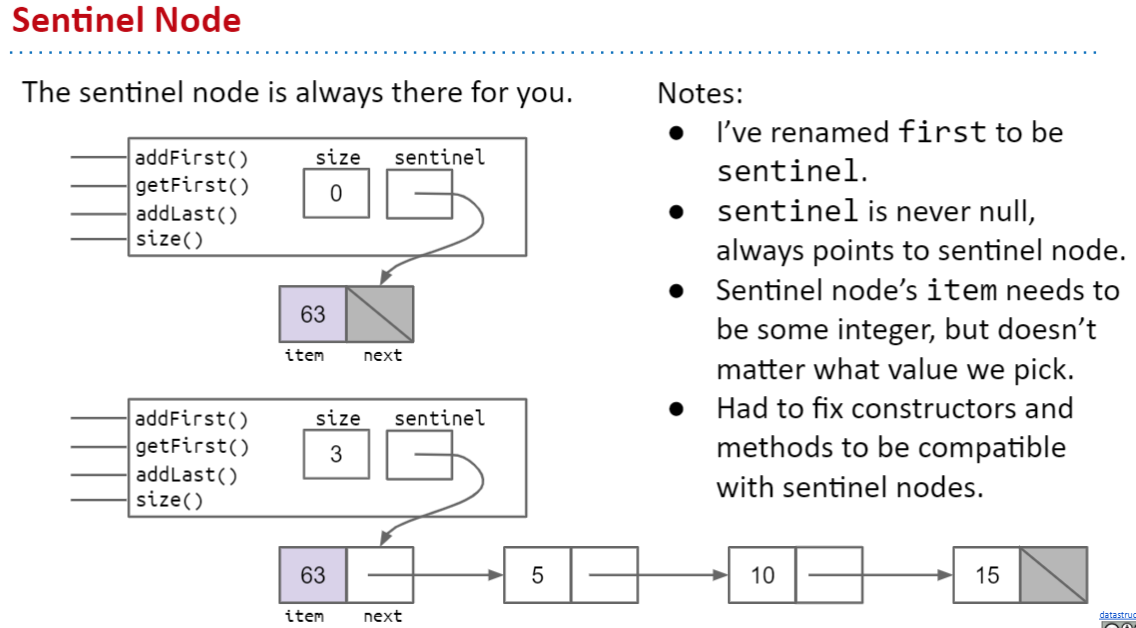 Sentinel Node
The sentinel node is always there for you.
addFirst()
getFirst()
addLast()
size()
size
sentinel
0
63
item
next
addFirst()
getFirst()
addLast()
size()
size
sentinel
3
63
5
10
15
item
next
Notes:
● I’ve renamed first to be
sentinel.
● sentinel is never null,
always points to sentinel node.
● Sentinel node’s item needs to
be some integer, but doesn’t
matter what value we pick.
● Had to fix constructors and
methods to be compatible
with sentinel nodes.
datastruc